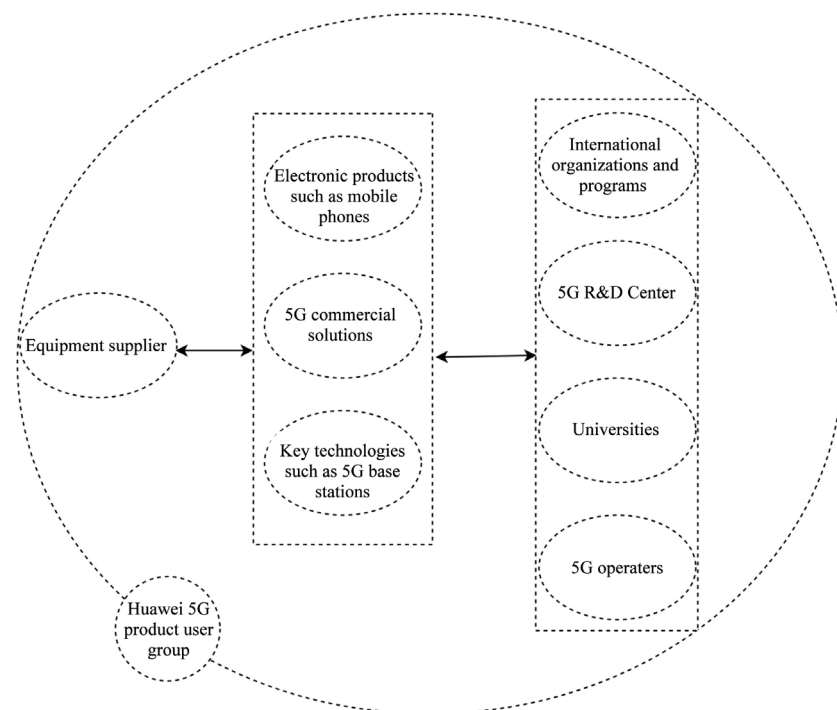 Equipment supplier
Electronic products
such as mobile
phones
5G commercial
solutions
Key technologies
such as 5G base
stations
International
organizations and
programs
5G R&D Center
Universities
5G operaters
Huawei 5G
product user
group